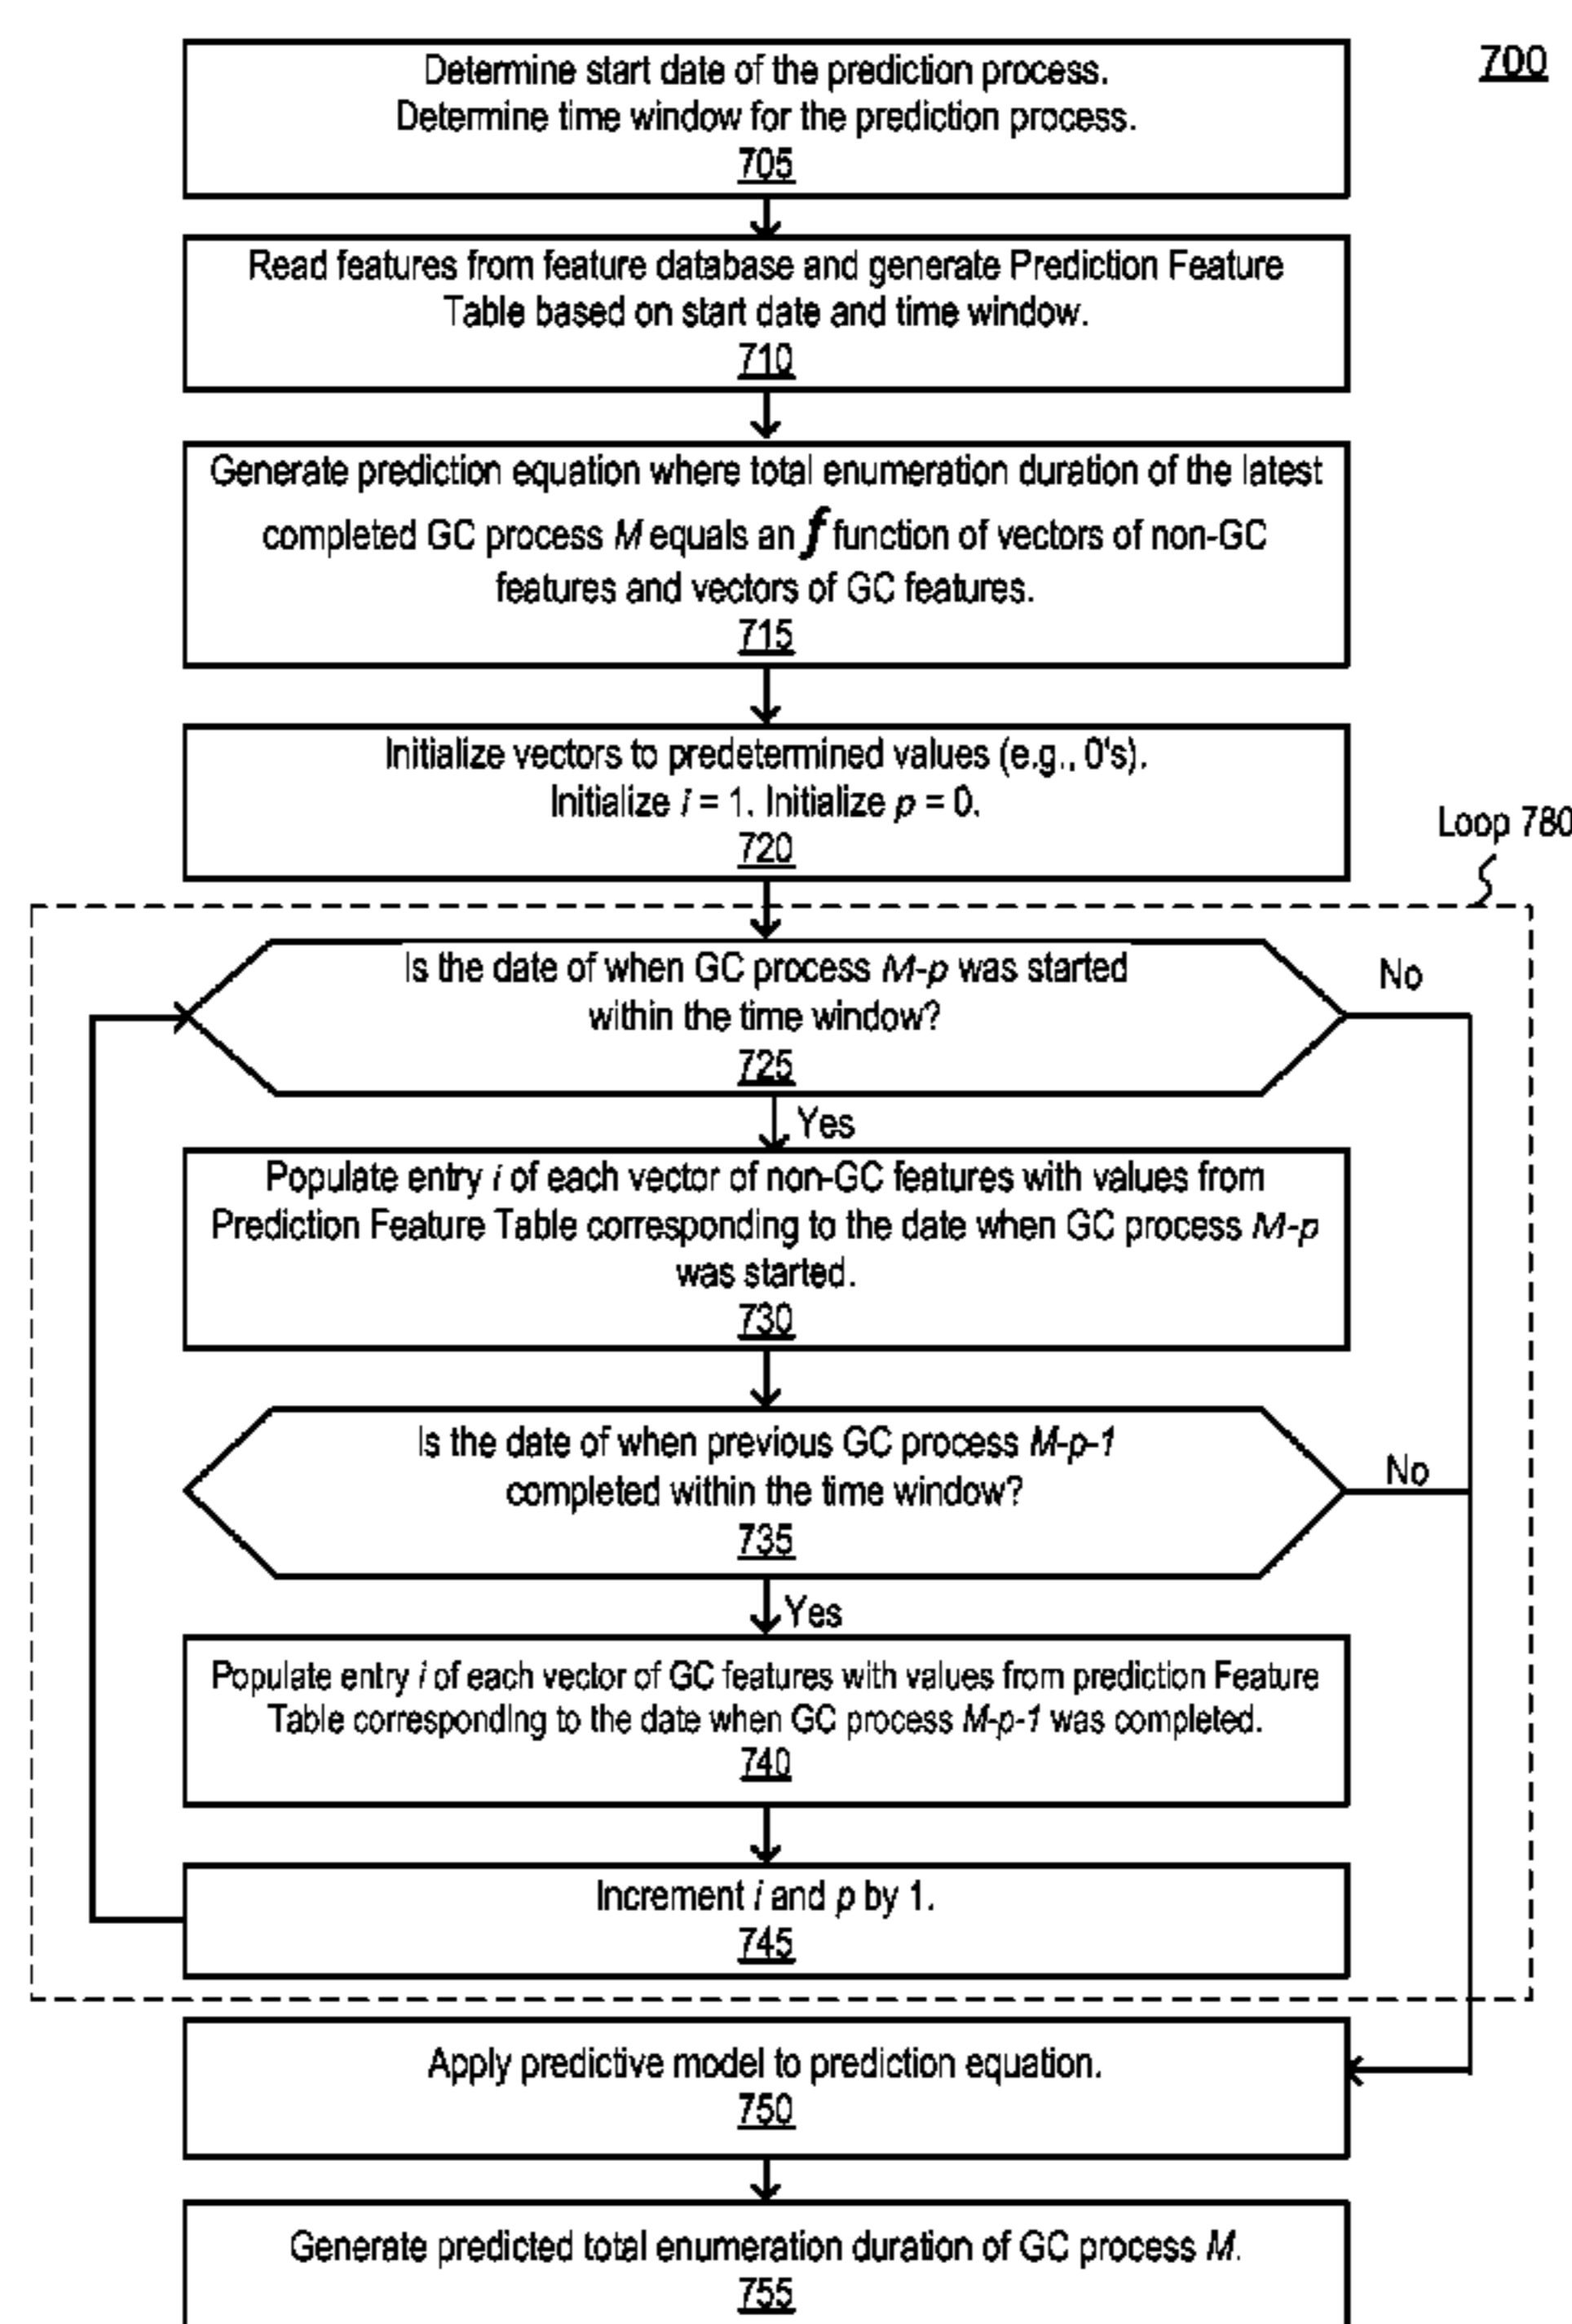 700
Determine start date of the prediction process.
Determine time window for the prediction process.
705
Read features from feature database and generate Prediction Feature
Table based on start date and time window.
710
Generate prediction equation where total enumeration duration of the latest
completed GC process M equals an f function of vectors of non-GC
features and vectors of GC features.
715
Initialize vectors to predetermined values (e.g., 0's).
Initialize i = 1. Initialize p = 0.
720
Loop 780
Is the date of when GC process M-p was started
within the time window?
725
No
Yes
Populate entry i of each vector of non-GC features with values from
Prediction Feature Table corresponding to the date when GC process M-p
was started.
730
Is the date of when previous GC process M-p-1
completed within the time window?
735
No
Yes
Populate entry i of each vector of GC features with values from prediction Feature
Table corresponding to the date when GC process M-p-1 was completed.
740
Increment i and p by 1.
745
Apply predictive model to prediction equation.
750
Generate predicted total enumeration duration of GC process M.
755